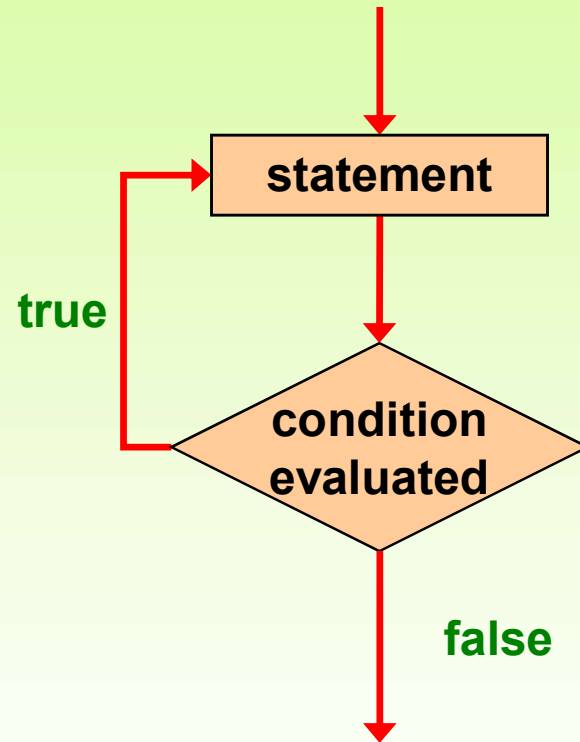 statement
true
condition
evaluated
false